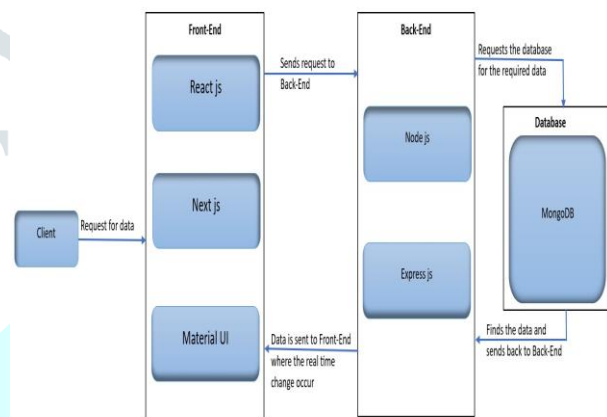 Front-End
Back-End
Sends request to
Back-End
Requests the database
for the required data
React js
Node js
Database
MongoDB
Next js
Client
Request for data
Express js
Material UI
Data is sent to Front-End
where the real time
change occur
Finds the data and
sends back to Back-End